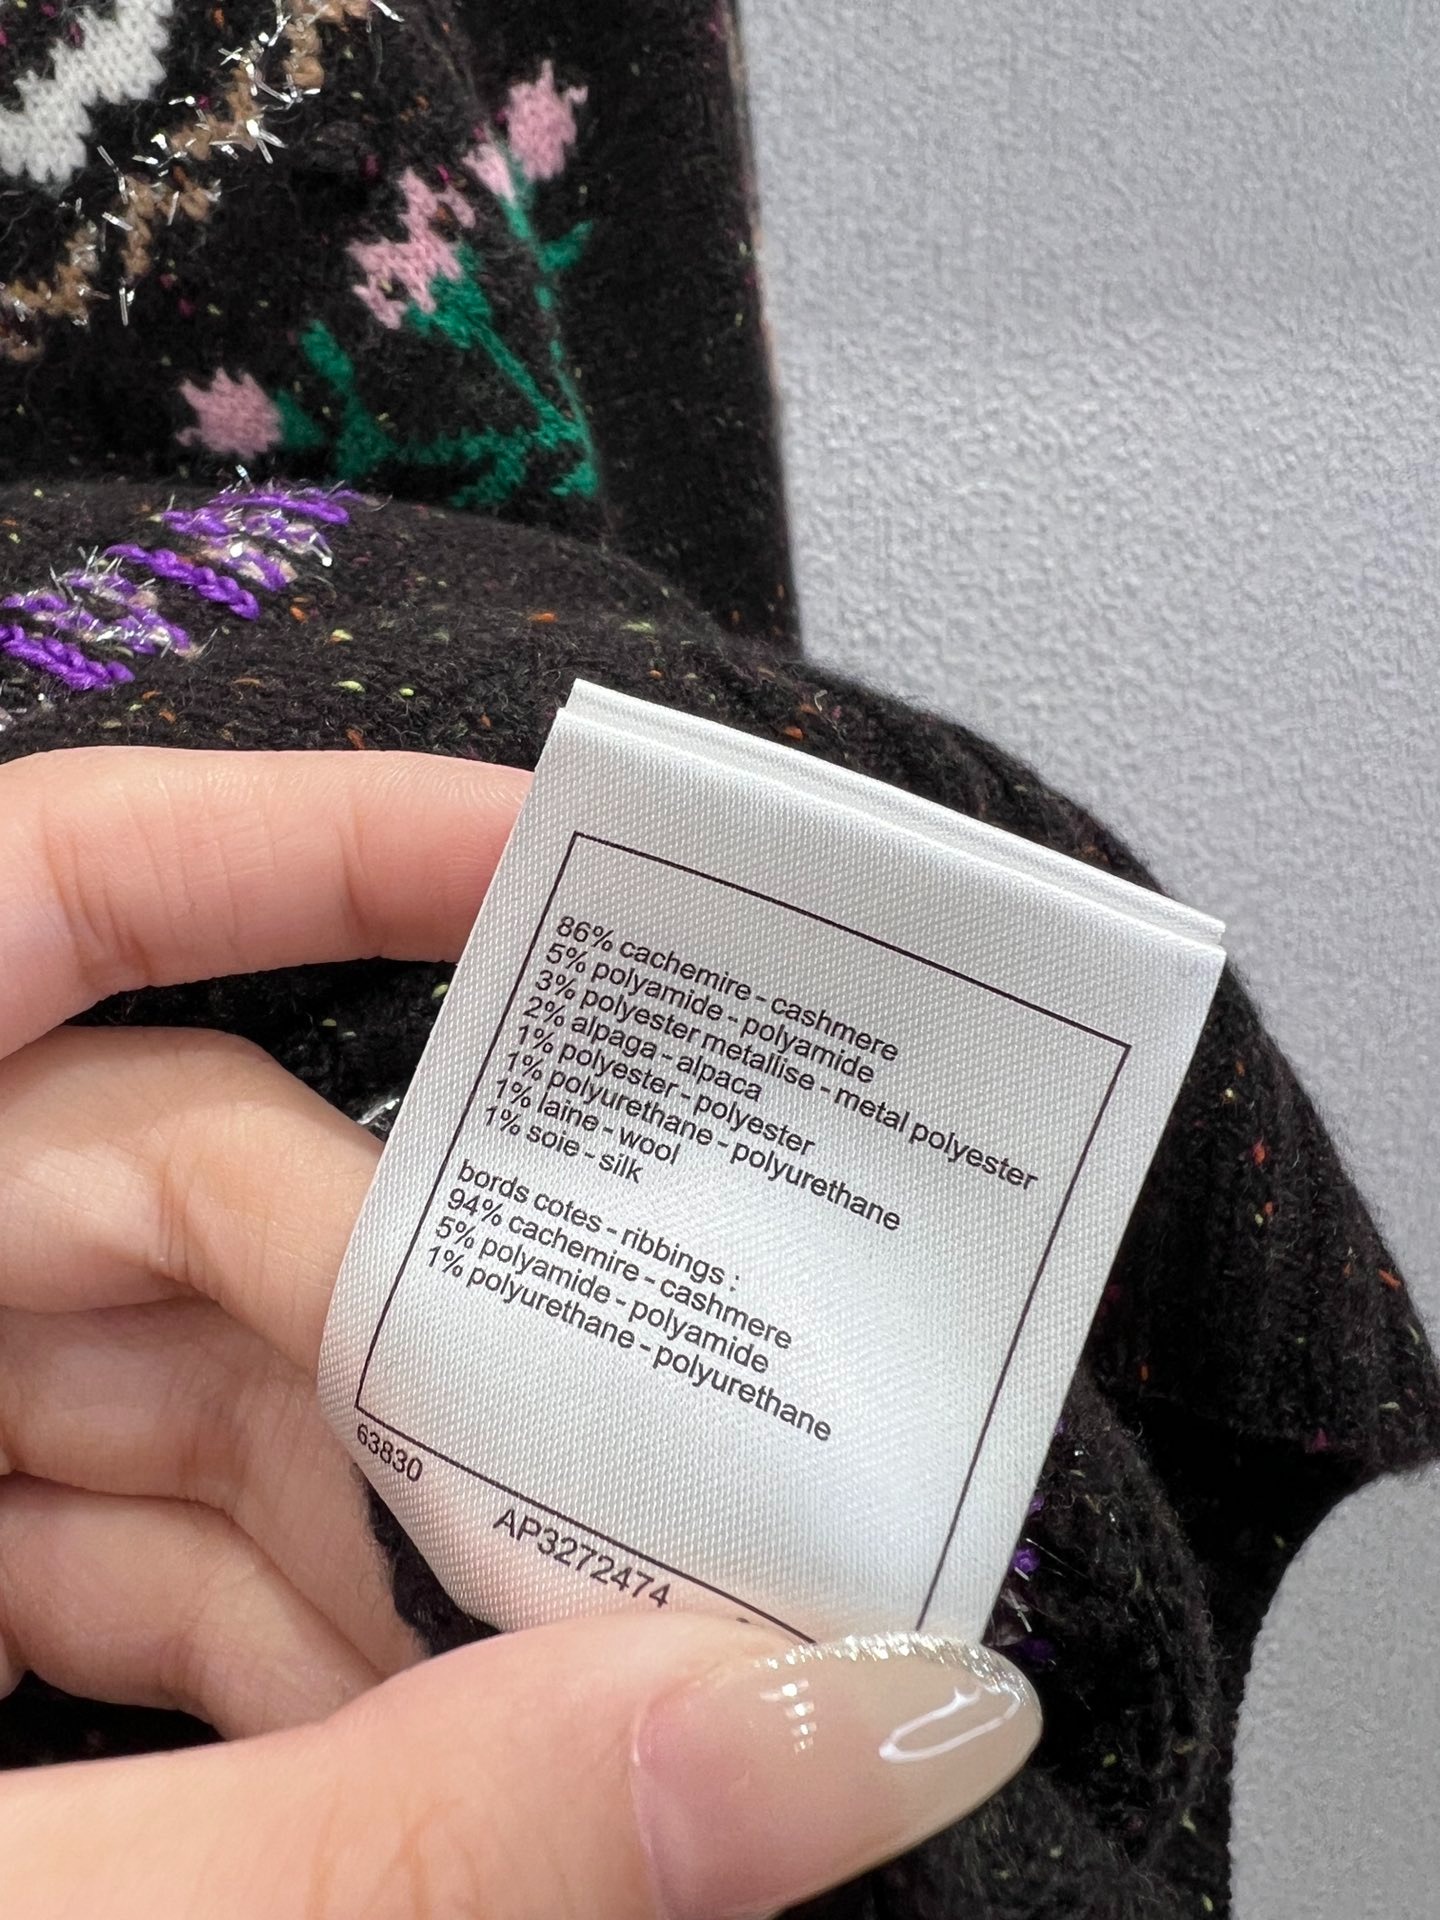 86% cachemire - cashmere
5% polyamide - polyamide
3% polyester metallise - metal polyester
2% alpaga - alpaca
1% polyester - polyester
1% polyurethane - polyurethane
1% laine - wool
1% soie - silk
bords cotes - ribbings :
94% cachemire - cashmere
5% polyamide - polyamide
1% polyurethane - polyurethane
63830
AP3272474